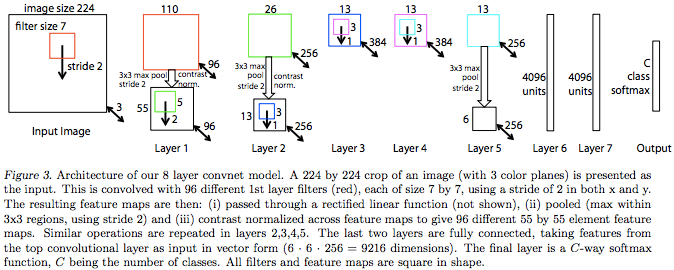 image size 224
filter size 7
stride 2
3
Input Image
110
96
3x3 max pool stride 2
contrast norm.
55
5
2
96
Layer 1
26
256
3x3 max pool stride 2
contrast norm.
13
3
1
256
Layer 2
13
3
1
384
Layer 3
13
3
1
384
Layer 4
13
256
3x3 max pool stride 2
6
256
Layer 5
4096 units
Layer 6
4096 units
Layer 7
C class softmax
Output
Figure 3. Architecture of our 8 layer convnet model. A 224 by 224 crop of an image (with 3 color planes) is presented as
the input. This is convolved with 96 different 1st layer filters (red), each of size 7 by 7, using a stride of 2 in both x and y.
The resulting feature maps are then: (i) passed through a rectified linear function (not shown), (ii) pooled (max within
3x3 regions, using stride 2) and (iii) contrast normalized across feature maps to give 96 different 55 by 55 element feature
maps. Similar operations are repeated in layers 2,3,4,5. The last two layers are fully connected, taking features from
the top convolutional layer as input in vector form (6 · 6 · 256 = 9216 dimensions). The final layer is a C-way softmax
function, C being the number of classes. All filters and feature maps are square in shape.